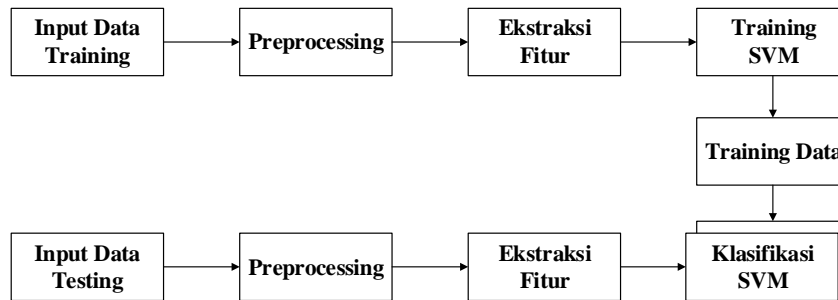 Input Data
Training
Preprocessing
Ekstraksi
Fitur
Training
SVM
Training Data
Input Data
Testing
Preprocessing
Ekstraksi
Fitur
Klasifikasi
SVM